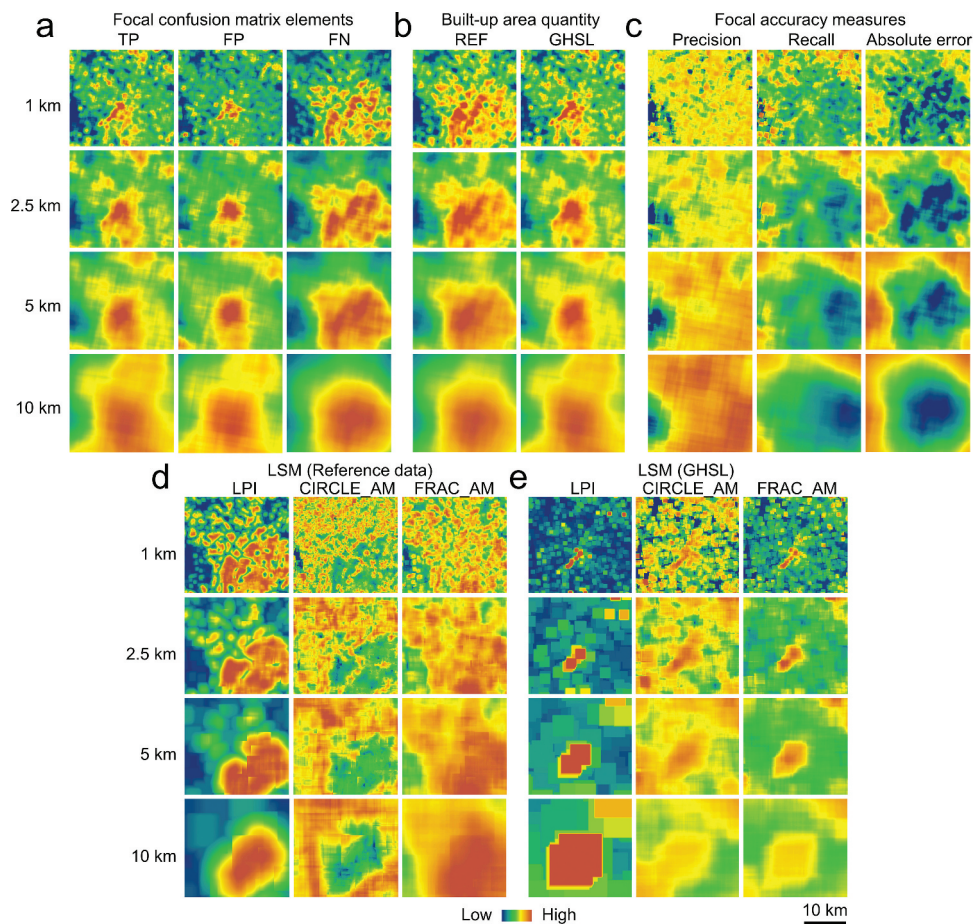 a Focal confusion matrix elements
TP FP FN
b Built-up area quantity
REF GHSL
c Focal accuracy measures
Precision Recall Absolute error
1 km
2.5 km
5 km
10 km
d LSM (Reference data)
LPI CIRCLE_AM FRAC_AM
e LSM (GHSL)
LPI CIRCLE_AM FRAC_AM
1 km
2.5 km
5 km
10 km
Low High
10 km